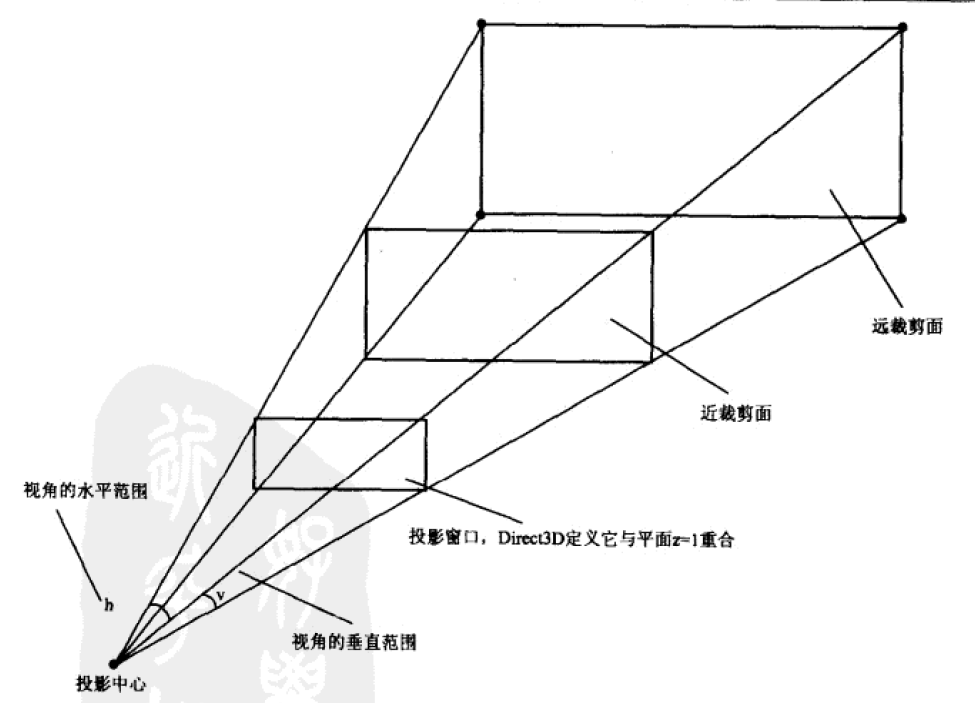 远裁剪面
近裁剪面
视角的水平范围
投影窗口，Direct3D定义它与平面z=1重合
h
v
视角的垂直范围
投影中心